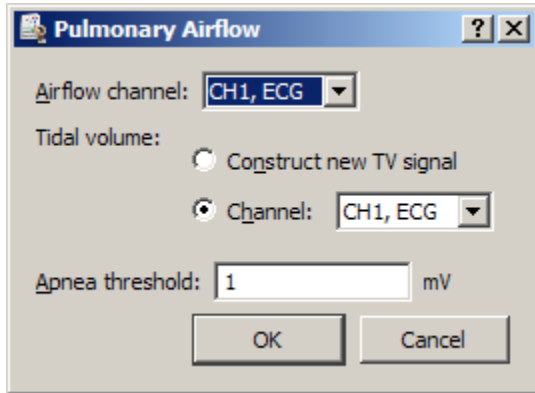 Pulmonary Airflow
Airflow channel: CH1, ECG
Tidal volume:
Construct new TV signal
Channel: CH1, ECG
Apnea threshold: 1 mV
OK Cancel